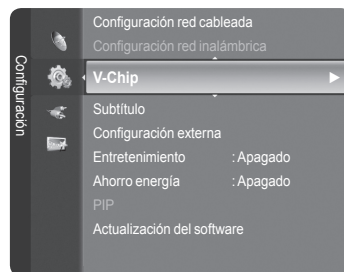 Configuración
Configuración red cableada
Configuración red inalámbrica
V-Chip
Subtítulo
Configuración externa
Entretenimiento : Apagado
Ahorro energía : Apagado
PIP
Actualización del software